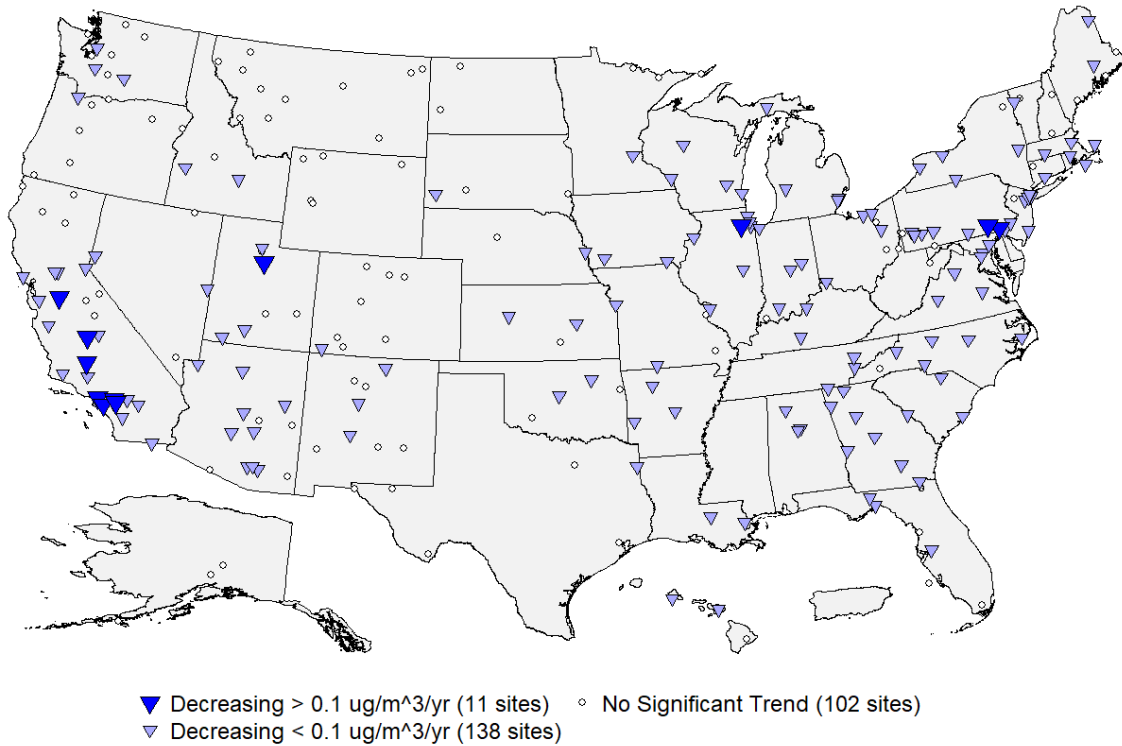 Decreasing > 0.1 ug/m^3/yr (11 sites) No Significant Trend (102 sites)
Decreasing < 0.1 ug/m^3/yr (138 sites)